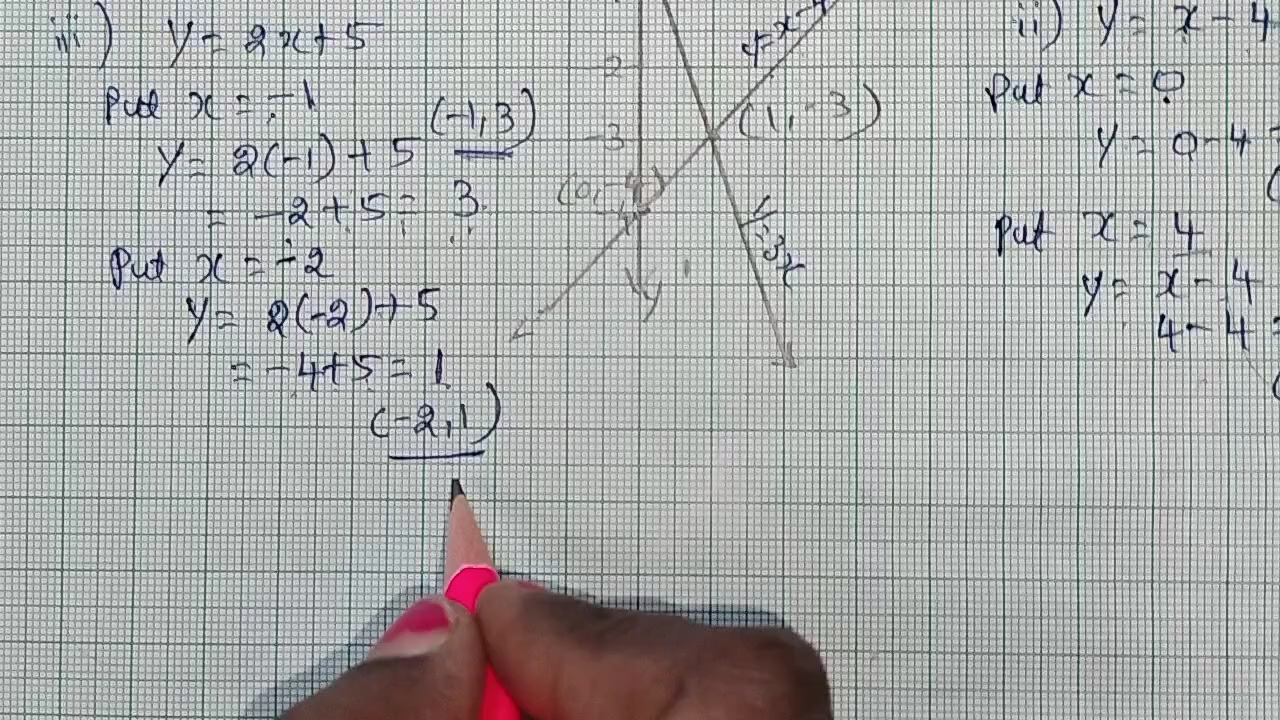 iii) y = 2x + 5
Put x = -1
(-1, 3)
y = 2(-1) + 5
= -2 + 5 = 3
Put x = -2
y = 2(-2) + 5
= -4 + 5 = 1
(-2, 1)
y = x - 4
-2
(1, -3)
-3
(0, -4)
y = -3x
y'
ii) y = x - 4
Put x = 0
y = 0 - 4
Put x = 4
y = x - 4
4 - 4 =